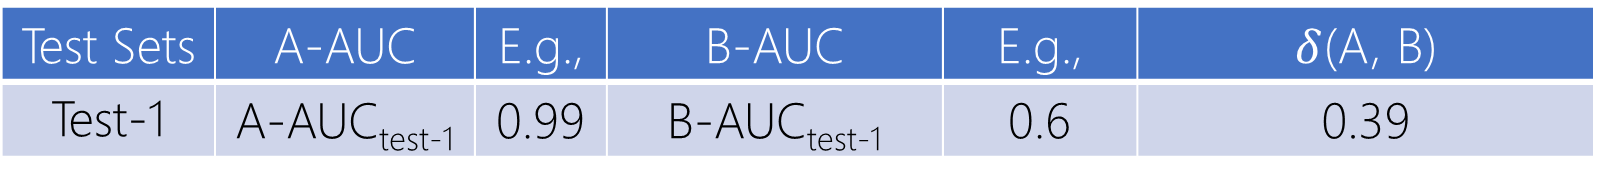 Test Sets A-AUC E.g., B-AUC E.g., δ(A, B)
Test-1 A-AUCtest-1 0.99 B-AUCtest-1 0.6 0.39